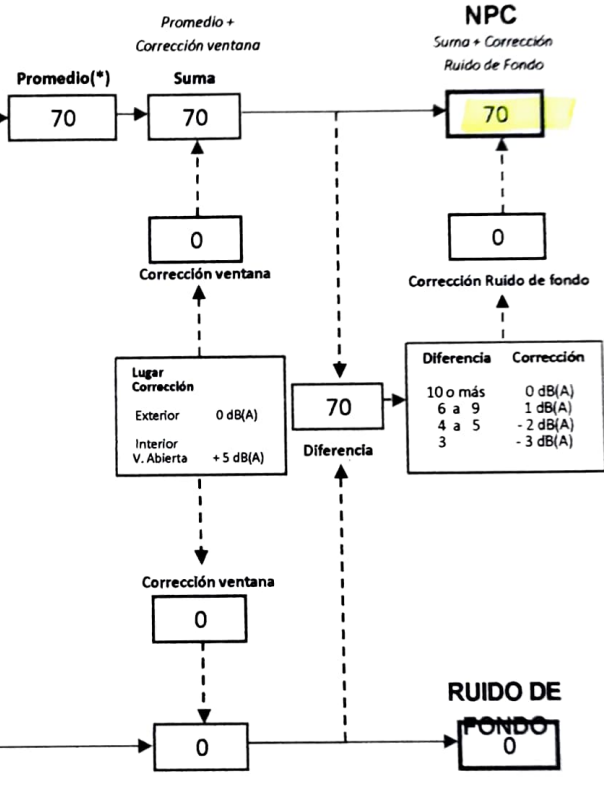 Promedio +
Corrección ventana
NPC
Suma + Corrección
Ruido de Fondo
Promedio(*)
Suma
70
70
70
0
0
Corrección ventana
Corrección Ruido de fondo
Lugar
Corrección
Exterior 0 dB(A)
Interior
V. Abierta + 5 dB(A)
70
Diferencia
Diferencia Corrección
10 o más 0 dB(A)
6 a 9 1 dB(A)
4 a 5 - 2 dB(A)
3 - 3 dB(A)
Corrección ventana
0
0
RUIDO DE
FONDO
0